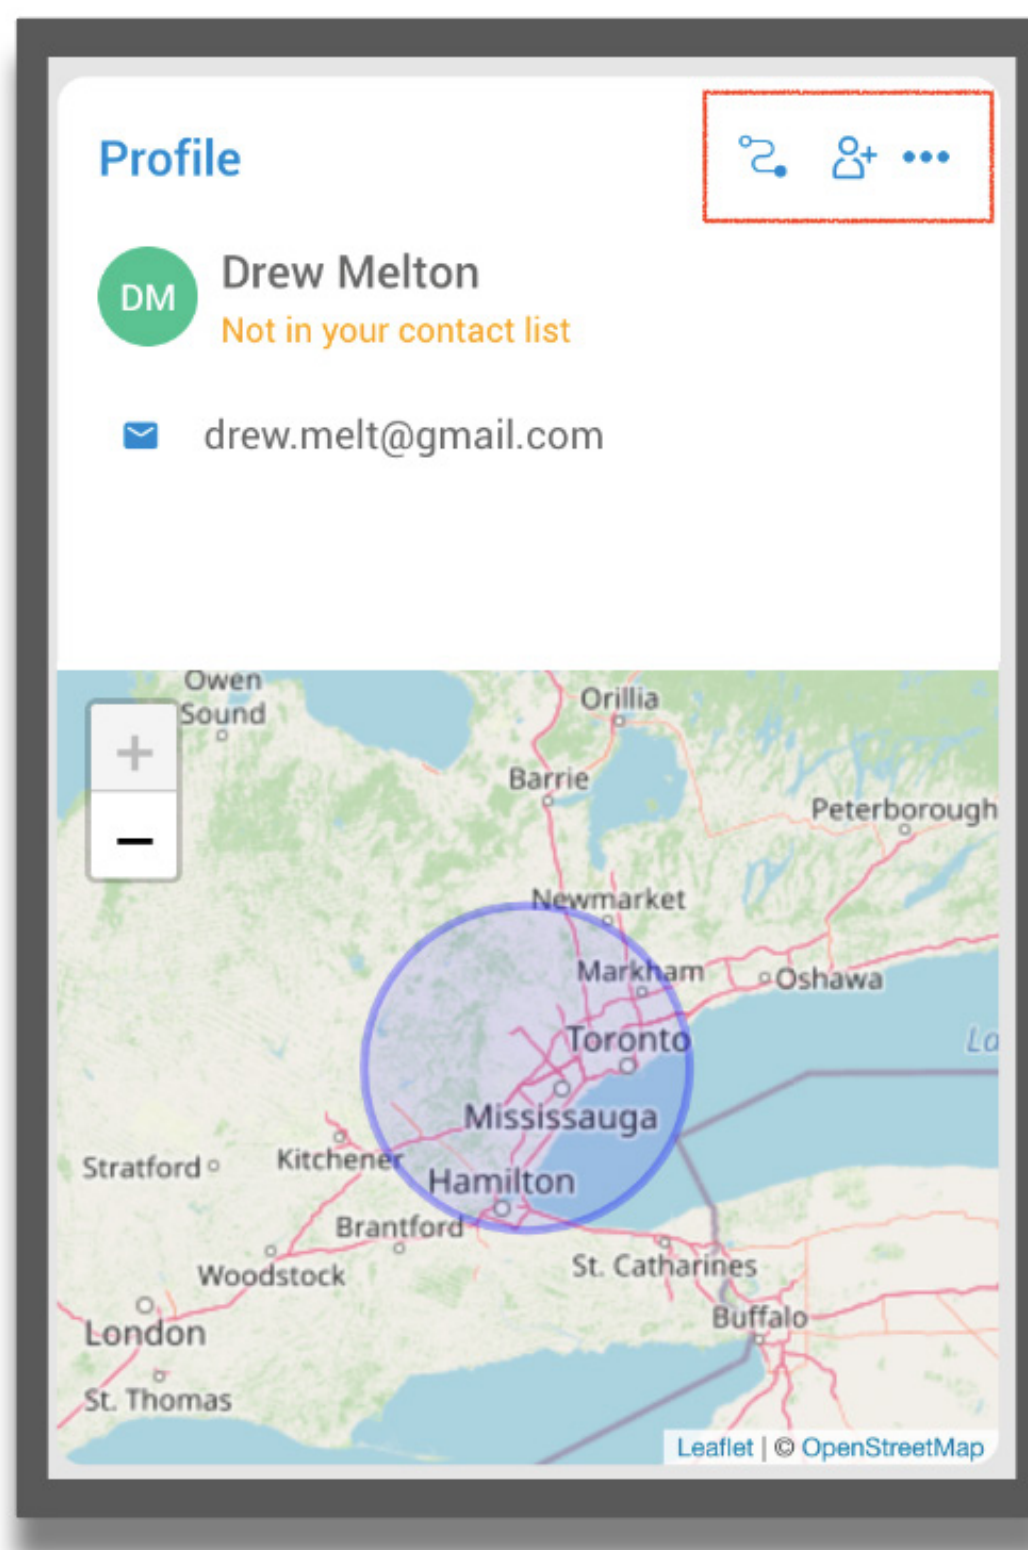 Profile
DM
Drew Melton
Not in your contact list
drew.melt@gmail.com
Owen
Sound
Orillia
+
Barrie
Peterborough
−
Newmarket
Markham
Oshawa
Toronto
La
Mississauga
Stratford
Kitchener
Hamilton
Brantford
Woodstock
St. Catharines
Buffalo
London
St. Thomas
Leaflet | © OpenStreetMap